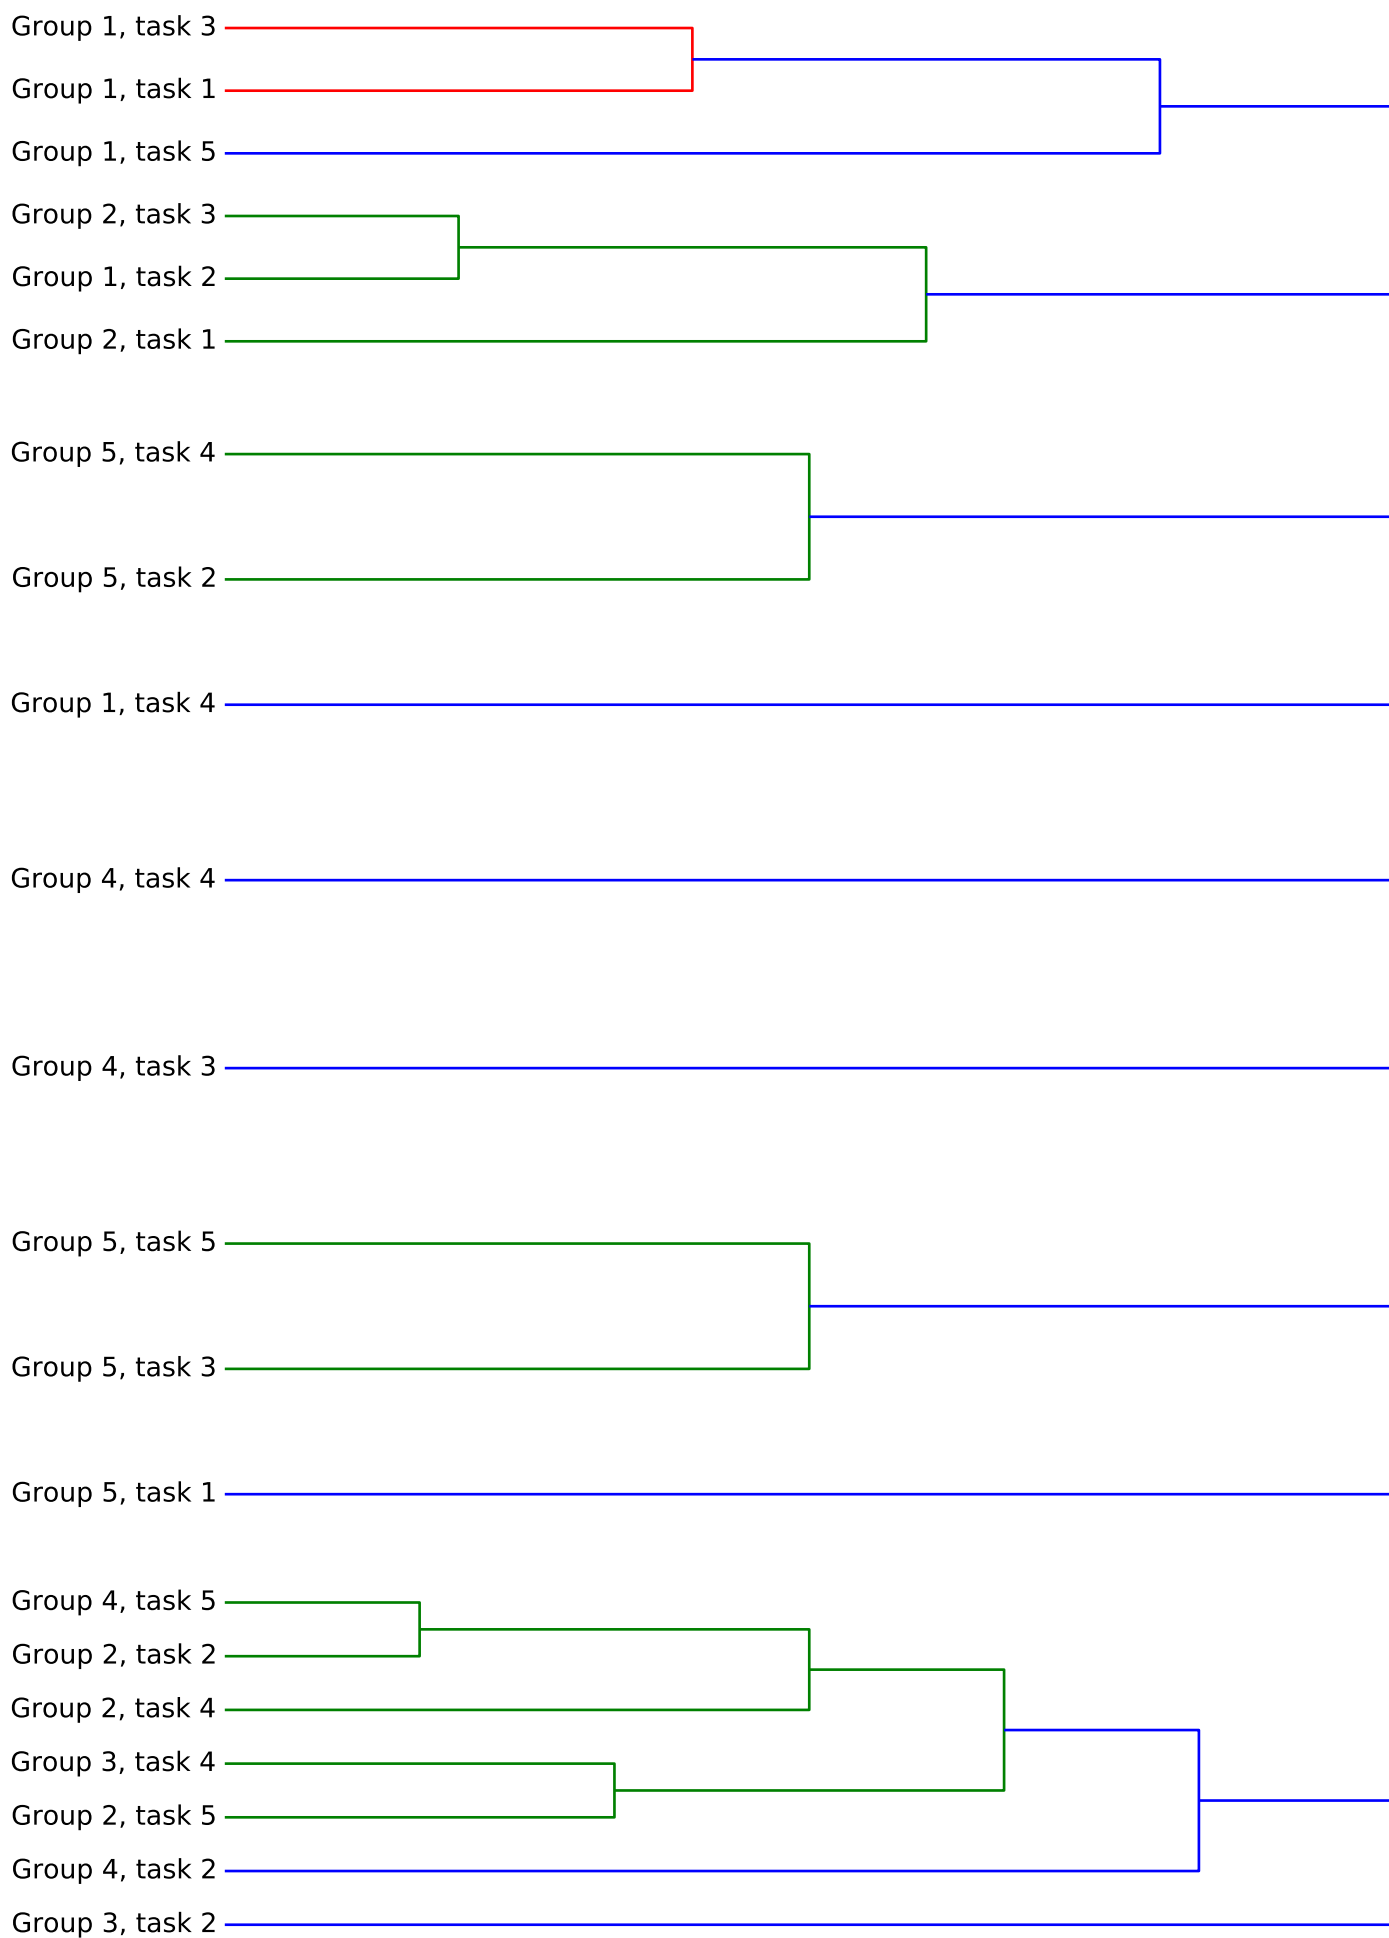 Group 1, task 3
Group 1, task 1
Group 1, task 5
Group 2, task 3
Group 1, task 2
Group 2, task 1
Group 5, task 4
Group 5, task 2
Group 1, task 4
Group 4, task 4
Group 4, task 3
Group 5, task 5
Group 5, task 3
Group 5, task 1
Group 4, task 5
Group 2, task 2
Group 2, task 4
Group 3, task 4
Group 2, task 5
Group 4, task 2
Group 3, task 2